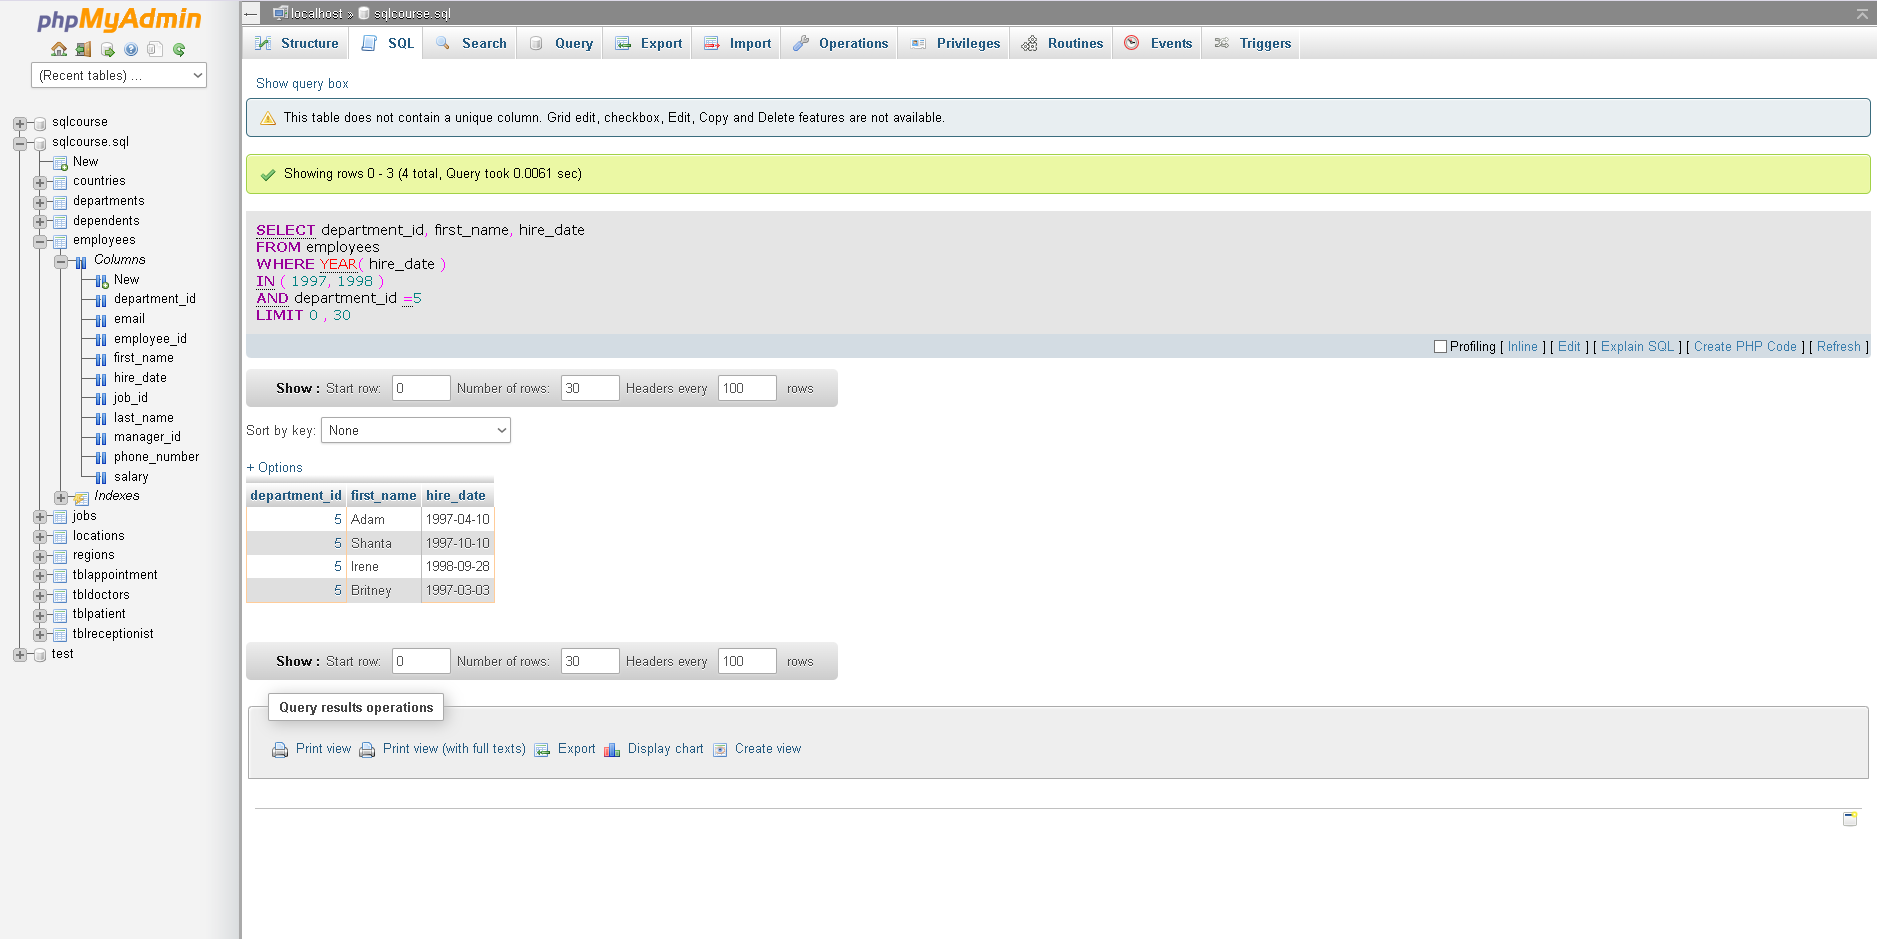 phpMyAdmin
(Recent tables) ...
sqlcourse
sqlcourse.sql
New
countries
departments
dependents
employees
Columns
New
department_id
email
employee_id
first_name
hire_date
job_id
last_name
manager_id
phone_number
salary
Indexes
jobs
locations
regions
tblappointment
tbldoctors
tblpatient
tblreceptionist
test
localhost » sqlcourse.sql
Structure SQL Search Query Export Import Operations Privileges Routines Events Triggers
Show query box
This table does not contain a unique column. Grid edit, checkbox, Edit, Copy and Delete features are not available.
Showing rows 0 - 3 (4 total, Query took 0.0061 sec)
SELECT department_id, first_name, hire_date
FROM employees
WHERE YEAR( hire_date )
IN ( 1997, 1998 )
AND department_id =5
LIMIT 0 , 30
Profiling [ Inline ] [ Edit ] [ Explain SQL ] [ Create PHP Code ] [ Refresh ]
Show : Start row: 0 Number of rows: 30 Headers every 100 rows
Sort by key: None
+ Options
department_id first_name hire_date
5 Adam 1997-04-10
5 Shanta 1997-10-10
5 Irene 1998-09-28
5 Britney 1997-03-03
Show : Start row: 0 Number of rows: 30 Headers every 100 rows
Query results operations
Print view Print view (with full texts) Export Display chart Create view